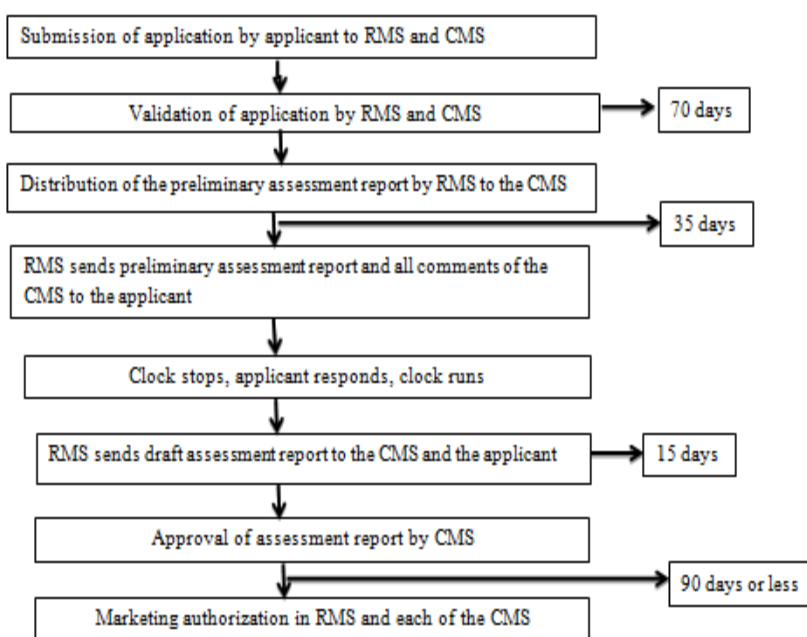 Submission of application by applicant to RMS and CMS
Validation of application by RMS and CMS
70 days
Distribution of the preliminary assessment report by RMS to the CMS
35 days
RMS sends preliminary assessment report and all comments of the
CMS to the applicant
Clock stops, applicant responds, clock runs
RMS sends draft assessment report to the CMS and the applicant
15 days
Approval of assessment report by CMS
90 days or less
Marketing authorization in RMS and each of the CMS